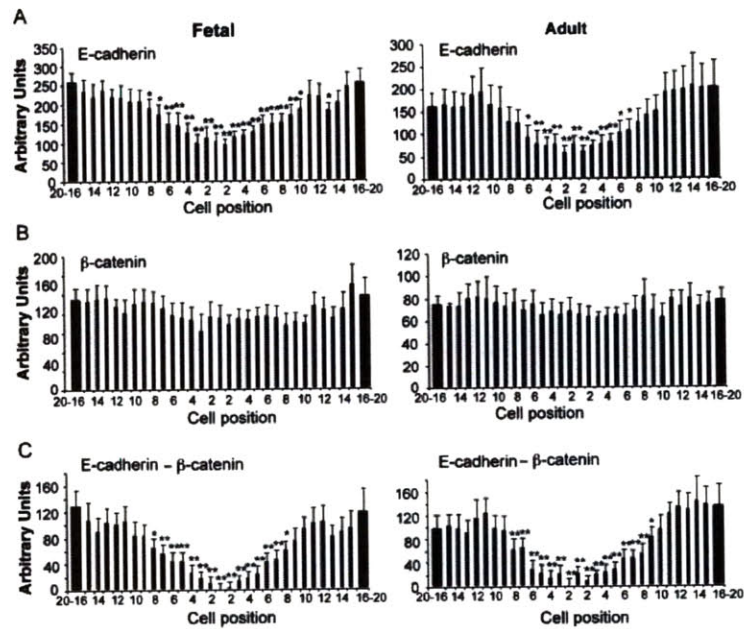 A
Fetal
Adult
E-cadherin
E-cadherin
Arbitrary Units
350
300
250
200
150
100
50
0
20-16 14 12 10 8 6 4 2 2 4 6 8 10 12 14 16-20
Cell position
300
250
200
150
100
50
0
20-16 14 12 10 8 6 4 2 2 4 6 8 10 12 14 16-20
Cell position
B
β-catenin
β-catenin
Arbitrary Units
200
160
120
80
40
0
20-16 14 12 10 8 6 4 2 2 4 6 8 10 12 14 16-20
Cell position
120
100
80
60
40
20
0
20-16 14 12 10 8 6 4 2 2 4 6 8 10 12 14 16-20
Cell position
C
E-cadherin – β-catenin
E-cadherin – β-catenin
Arbitrary Units
160
120
80
40
0
20-16 14 12 10 8 6 4 2 2 4 6 8 10 12 14 16-20
Cell position
160
120
80
40
0
20-16 14 12 10 8 6 4 2 2 4 6 8 10 12 14 16-20
Cell position